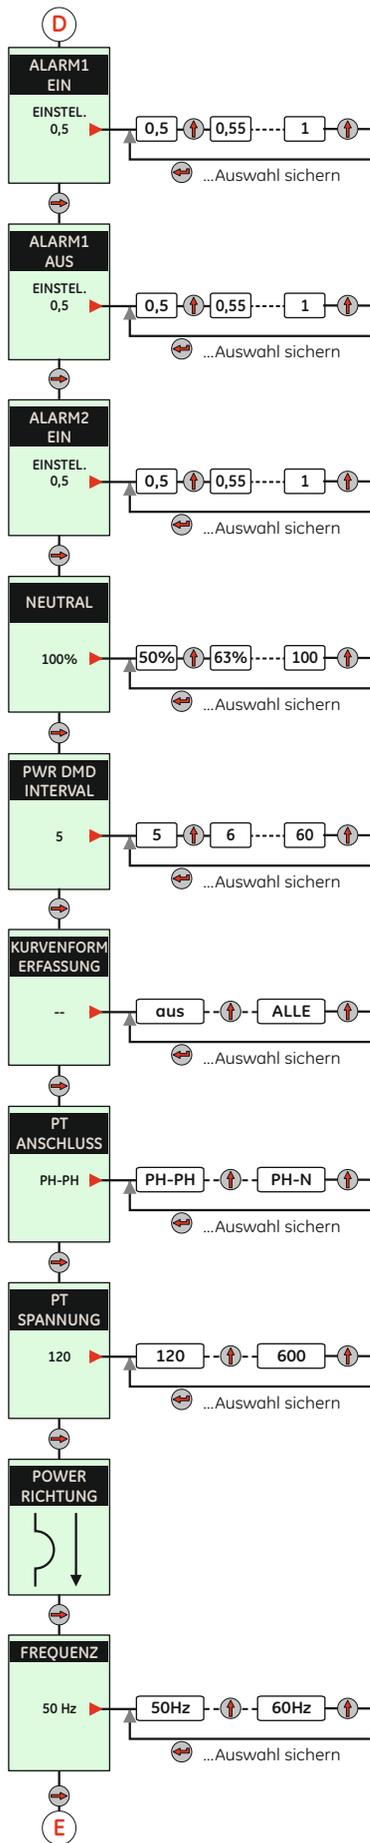 D
ALARM1
EIN
EINSTEL.
0,5
0,5 0,55 1
...Auswahl sichern
ALARM1
AUS
EINSTEL.
0,5
0,5 0,55 1
...Auswahl sichern
ALARM2
EIN
EINSTEL.
0,5
0,5 0,55 1
...Auswahl sichern
NEUTRAL
100%
50% 63% 100
...Auswahl sichern
PWR DMD
INTERVAL
5
5 6 60
...Auswahl sichern
KURVENFORM
ERFASSUNG
--
aus ALLE
...Auswahl sichern
PT
ANSCHLUSS
PH-PH
PH-PH PH-N
...Auswahl sichern
PT
SPANNUNG
120
120 600
...Auswahl sichern
POWER
RICHTUNG
FREQUENZ
50 Hz
50Hz 60Hz
...Auswahl sichern
E